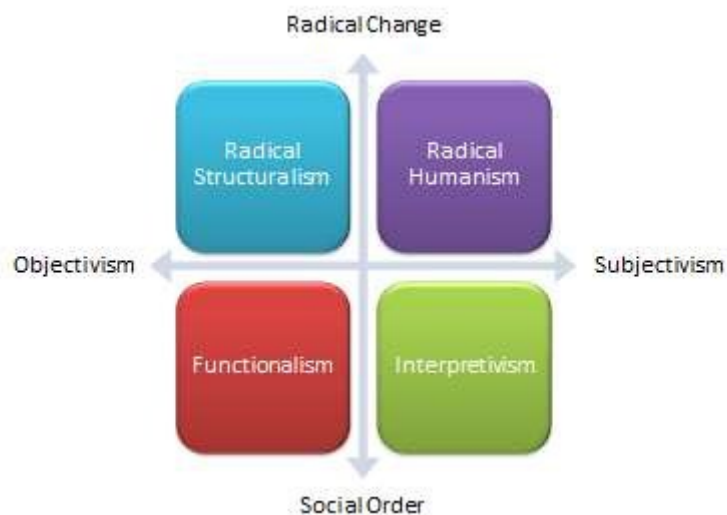 Radical Change
Radical
Structuralism
Radical
Humanism
Objectivism
Subjectivism
Functionalism
Interpretivism
Social Order